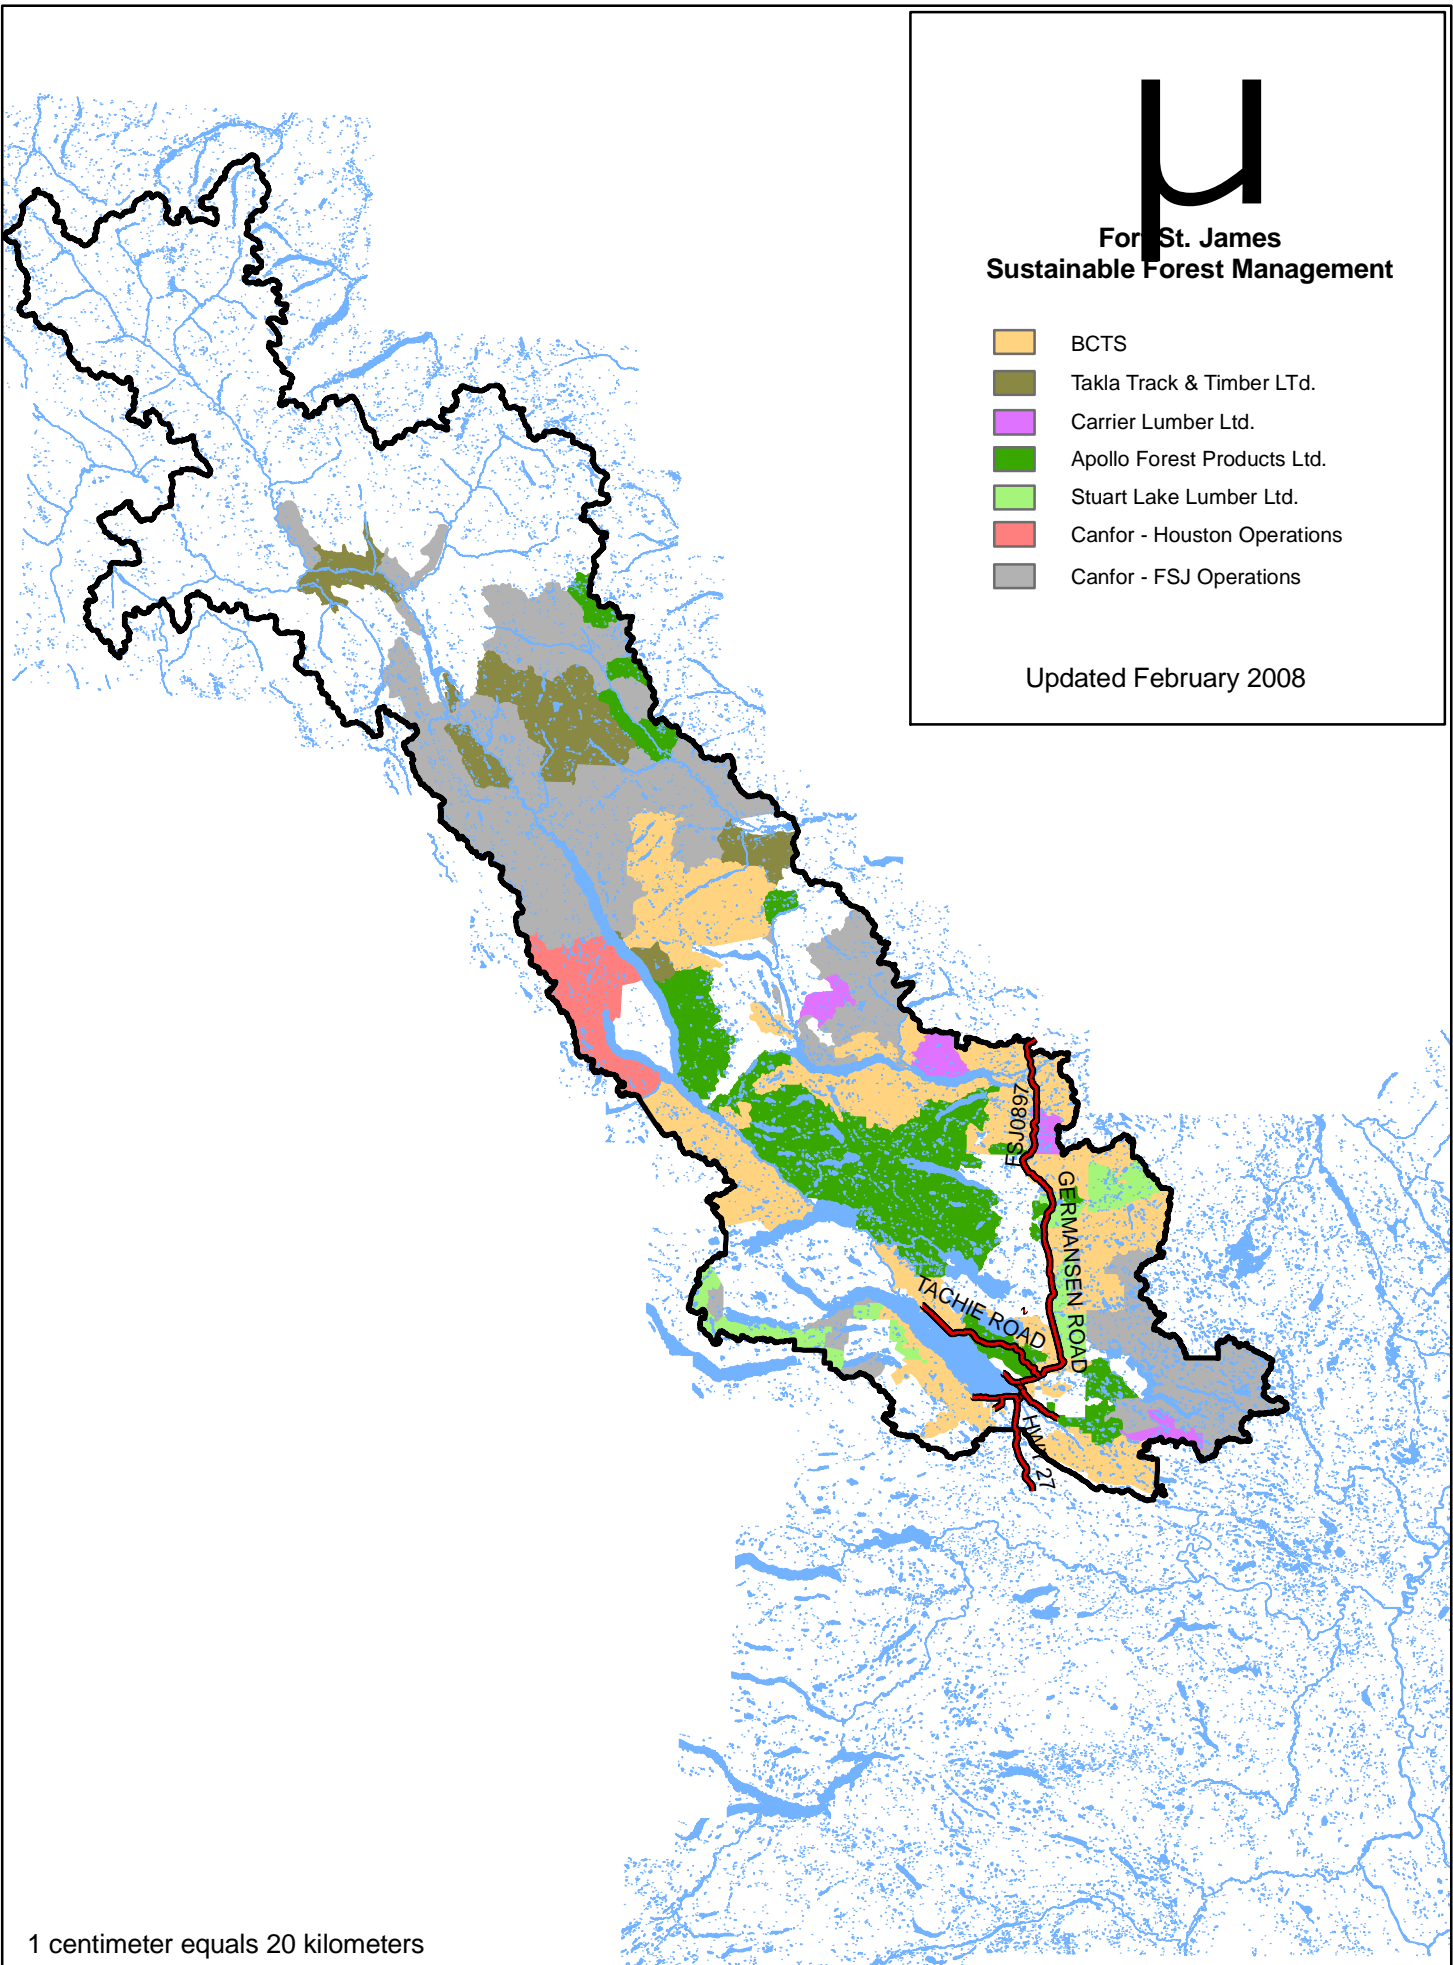 µ
Fort St. James
Sustainable Forest Management
BCTS
Takla Track & Timber LTd.
Carrier Lumber Ltd.
Apollo Forest Products Ltd.
Stuart Lake Lumber Ltd.
Canfor - Houston Operations
Canfor - FSJ Operations
Updated February 2008
FSJ0897
GERMANSEN ROAD
TACHIE ROAD
HWY 27
1 centimeter equals 20 kilometers